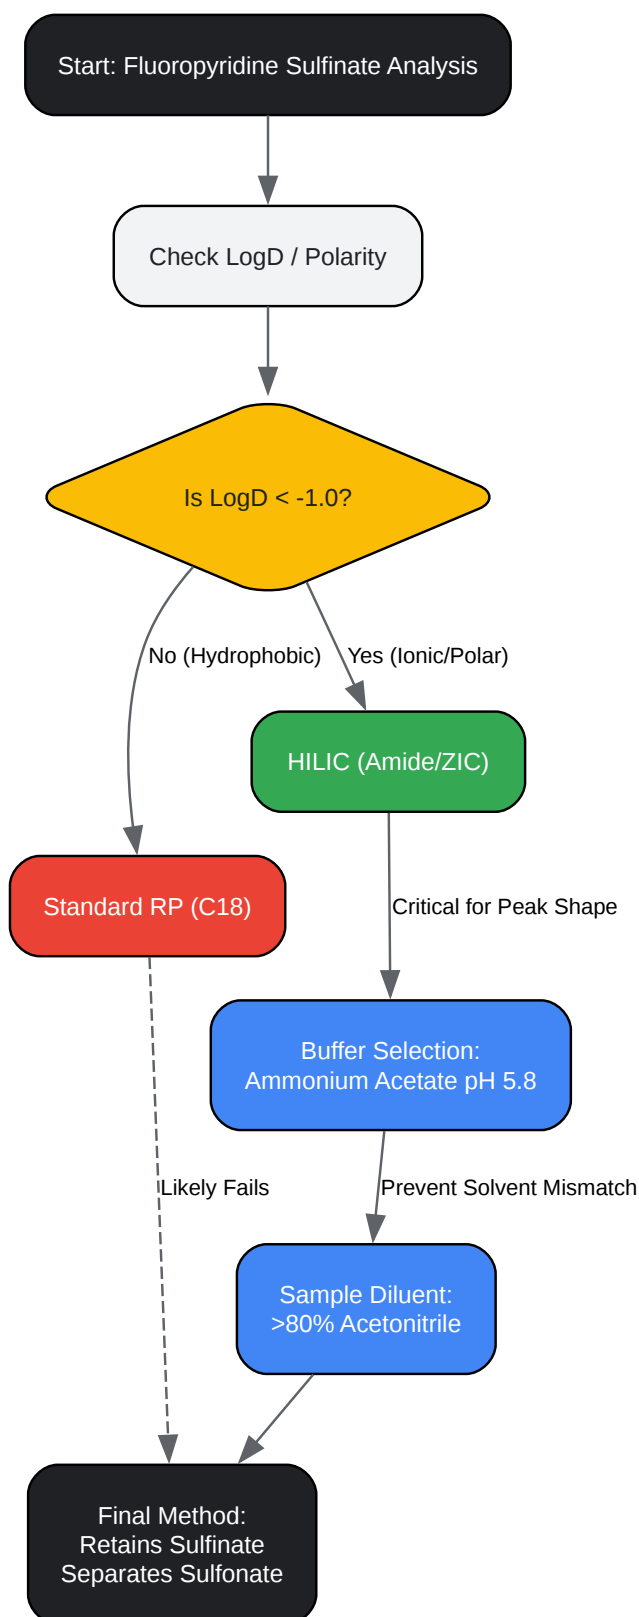 Start: Fluoropyridine Sulfinate Analysis
Check LogD / Polarity
Is LogD < -1.0?
No (Hydrophobic)
Yes (Ionic/Polar)
HILIC (Amide/ZIC)
Standard RP (C18)
Critical for Peak Shape
Buffer Selection:
Ammonium Acetate pH 5.8
Likely Fails
Prevent Solvent Mismatch
Sample Diluent:
>80% Acetonitrile
Final Method:
Retains Sulfinate
Separates Sulfonate